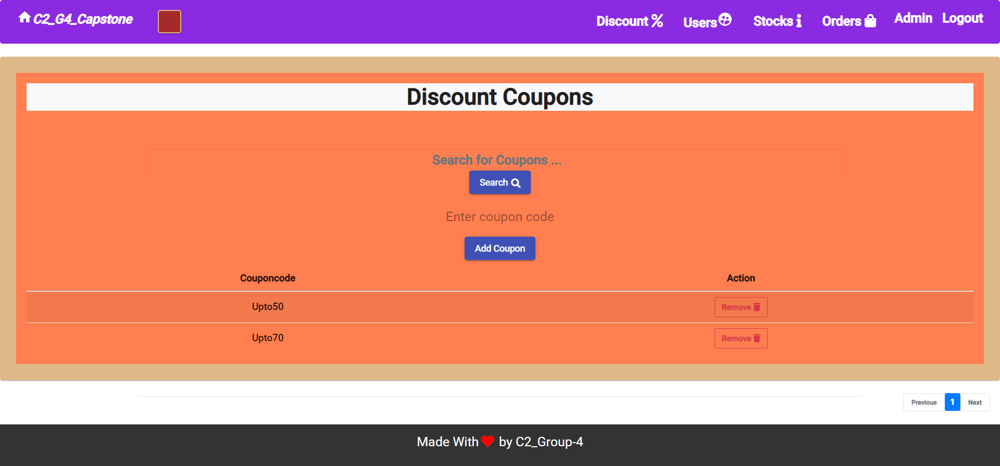 C2_G4_Capstone
Discount %
Users
Stocks
Orders
Admin
Logout
Discount Coupons
Search for Coupons ...
Search
Enter coupon code
Add Coupon
Couponcode Action
Upto50 Remove
Upto70 Remove
Previous 1 Next
Made With by C2_Group-4